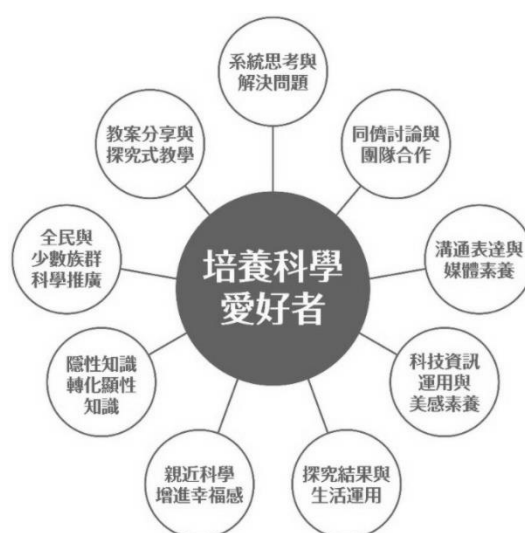 系統思考與
解決問題
同儕討論與
團隊合作
溝通表達與
媒體素養
科技資訊
運用與
美感素養
探究結果與
生活運用
親近科學
增進幸福感
隱性知識
轉化顯性
知識
全民與
少數族群
科學推廣
教案分享與
探究式教學
培養科學
愛好者